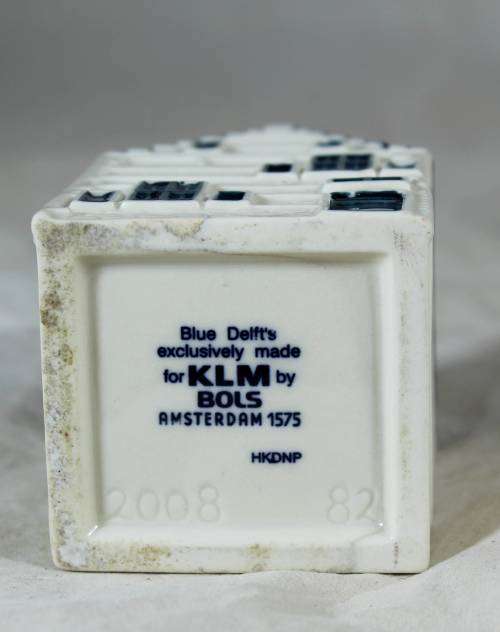 Blue Delft's
exclusively made
for KLM by
BOLS
AMSTERDAM 1575
HKDNP
2008 82